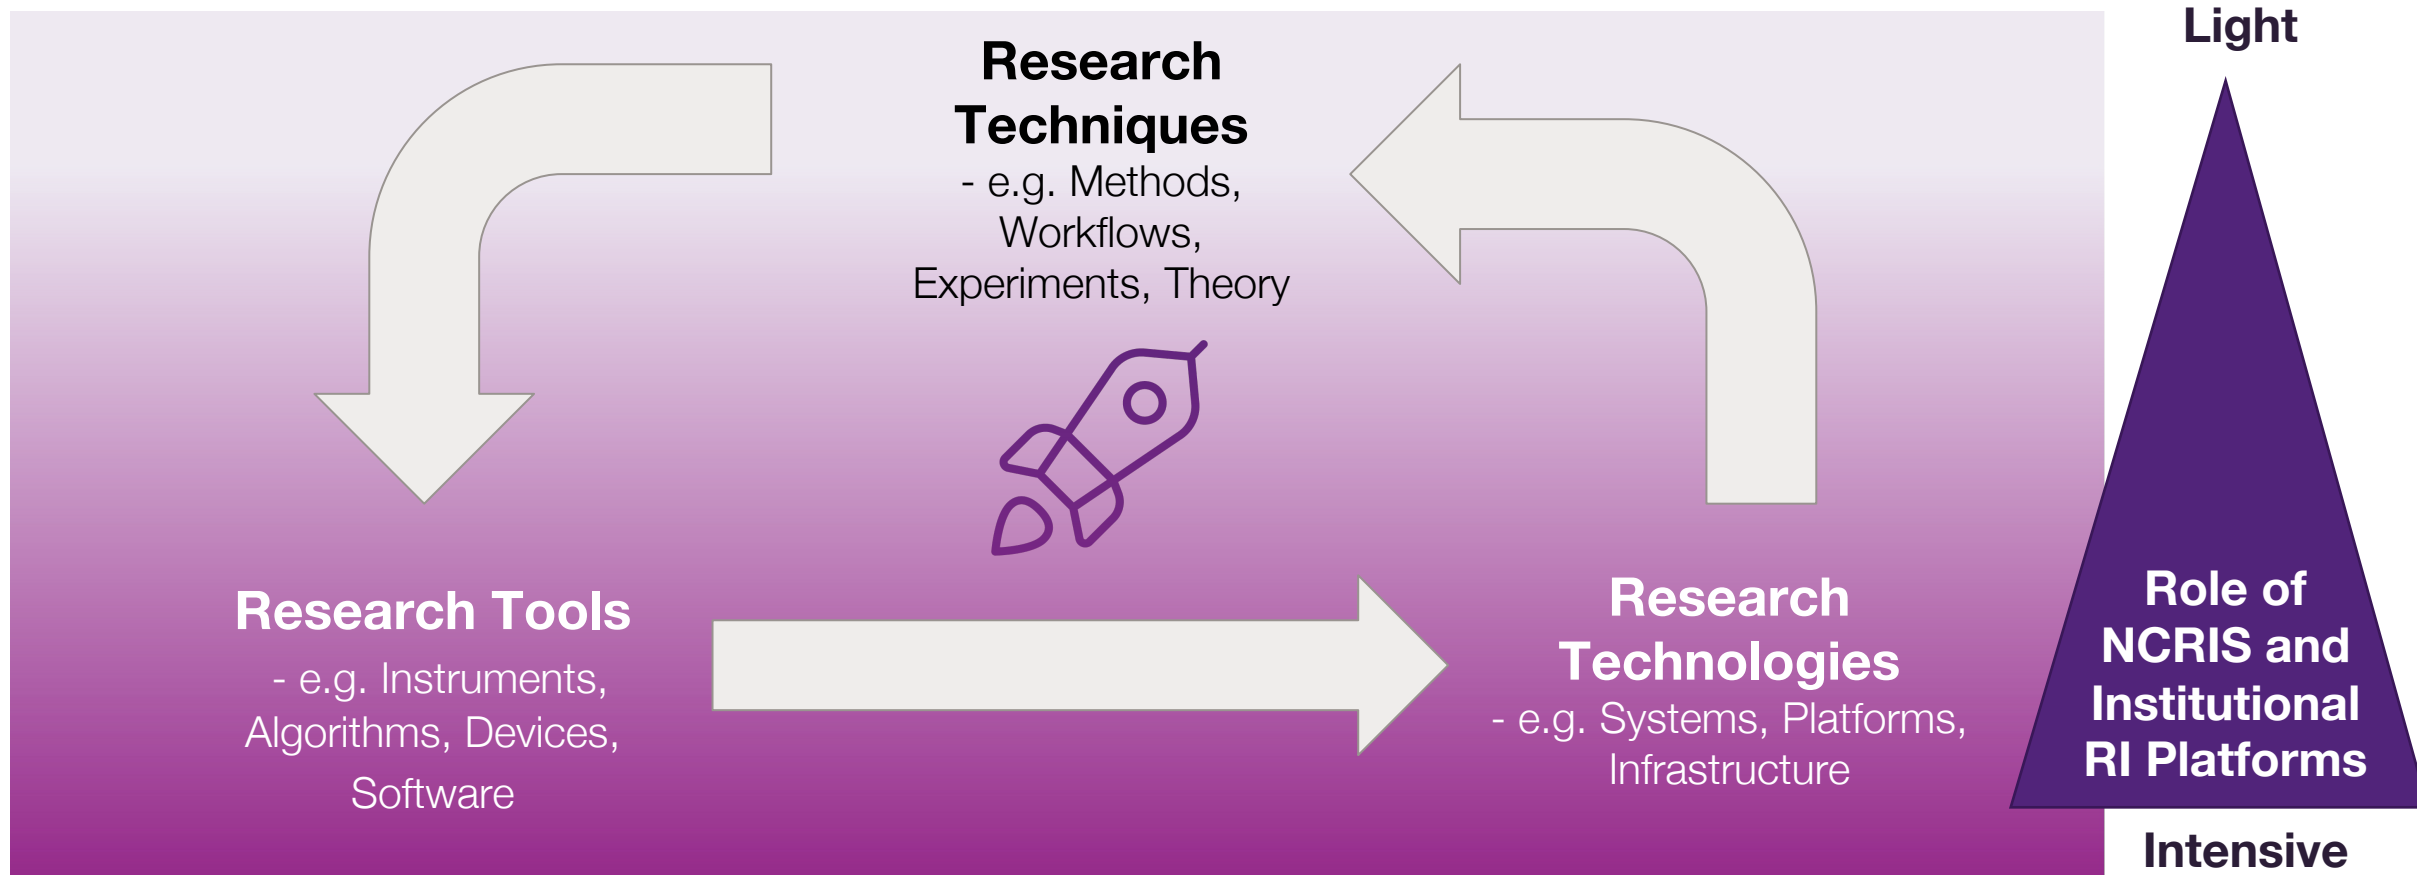 Light
Research
Techniques
- e.g. Methods,
Workflows,
Experiments, Theory
Research Tools
- e.g. Instruments,
Algorithms, Devices,
Software
Research
Technologies
- e.g. Systems, Platforms,
Infrastructure
Role of
NCRIS and
Institutional
RI Platforms
Intensive